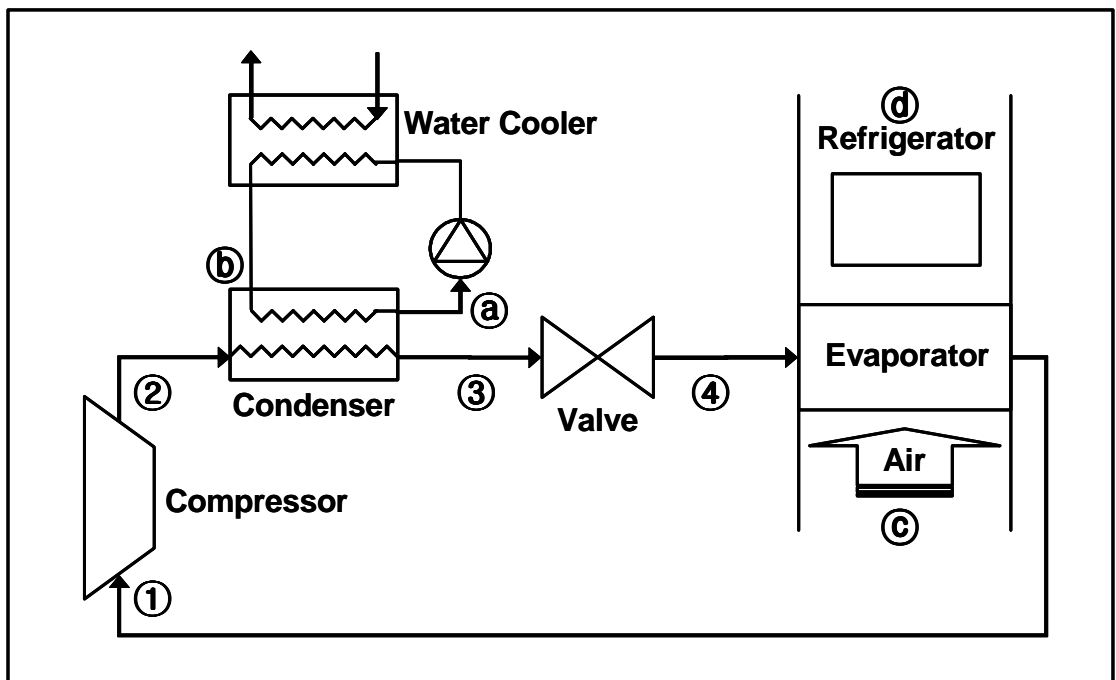 ⓓ
Water Cooler
Refrigerator
ⓑ
ⓐ
Evaporator
②
③
④
Condenser
Valve
Air
Compressor
ⓒ
①